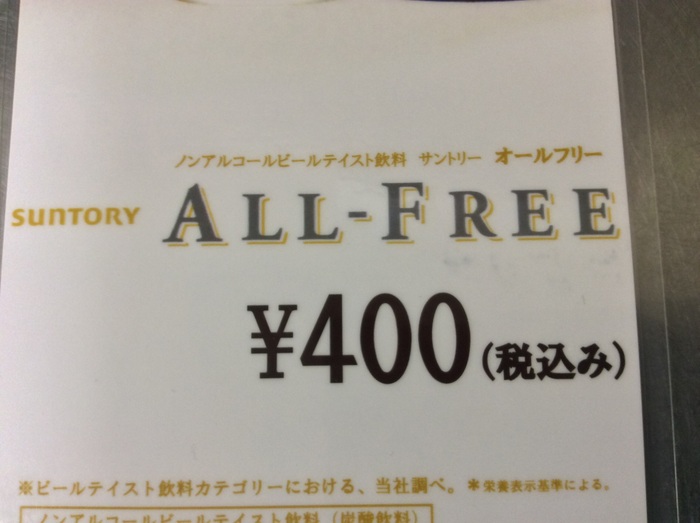 ノンアルコールビールテイスト飲料 サントリー オールフリー
SUNTORY ALL-FREE
¥400(税込み)
※ビールテイスト飲料カテゴリーにおける、当社調べ。 *栄養表示基準による。
ノンアルコールビールテイスト飲料（炭酸飲料）